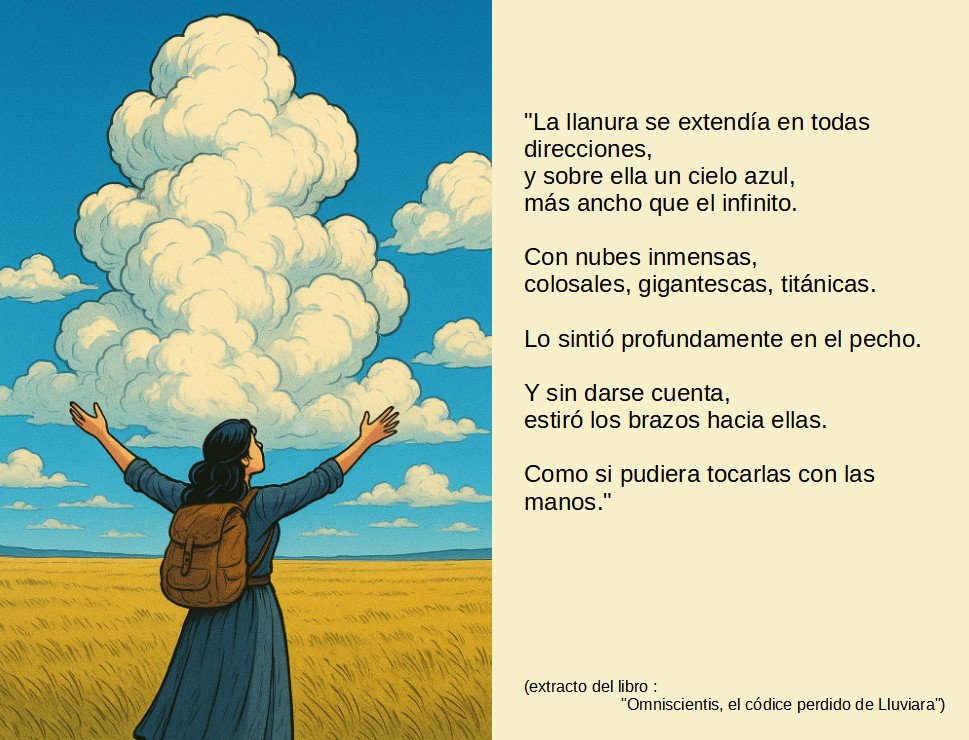 "La llanura se extendía en todas
direcciones,
y sobre ella un cielo azul,
más ancho que el infinito.
Con nubes inmensas,
colosales, gigantescas, titánicas.
Lo sintió profundamente en el pecho.
Y sin darse cuenta,
estiró los brazos hacia ellas.
Como si pudiera tocarlas con las
manos."
(extracto del libro :
"Omniscientis, el códice perdido de Lluviara")